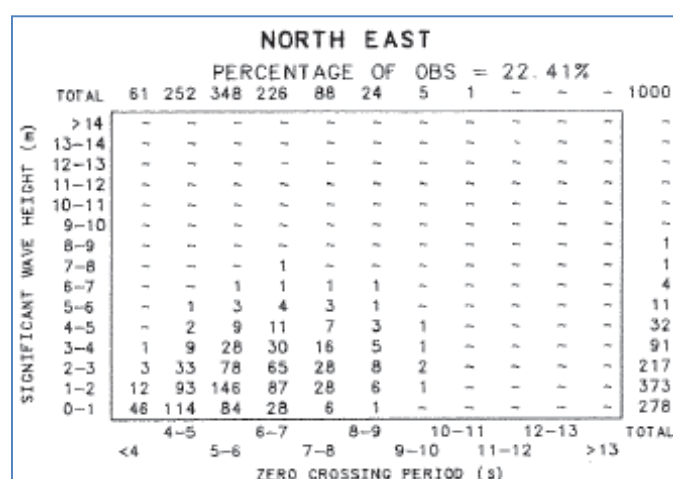 NORTH EAST
PERCENTAGE OF OBS = 22.41%
TOTAL 61 252 348 226 88 24 5 1 ~ ~ ~ 1000
>14 ~ ~ ~ ~ ~ ~ ~ ~ ~ ~ ~ ~
13-14 ~ ~ ~ ~ ~ ~ ~ ~ ~ ~ ~ ~
12-13 ~ ~ ~ ~ ~ ~ ~ ~ ~ ~ ~ ~
11-12 ~ ~ ~ ~ ~ ~ ~ ~ ~ ~ ~ ~
10-11 ~ ~ ~ ~ ~ ~ ~ ~ ~ ~ ~ ~
9-10 ~ ~ ~ ~ ~ ~ ~ ~ ~ ~ ~ ~
8-9 ~ ~ ~ ~ ~ ~ ~ ~ ~ ~ ~ 1
7-8 ~ ~ ~ 1 ~ ~ ~ ~ ~ ~ ~ 1
6-7 ~ ~ 1 1 1 1 ~ ~ ~ ~ ~ 4
5-6 ~ 1 3 4 3 1 ~ ~ ~ ~ ~ 11
4-5 ~ 2 9 11 7 3 1 ~ ~ ~ ~ 32
3-4 1 9 28 30 16 5 1 ~ ~ ~ ~ 91
2-3 3 33 78 65 28 8 2 ~ ~ ~ ~ 217
1-2 12 93 146 87 28 6 1 ~ ~ ~ ~ 373
0-1 46 114 84 28 6 1 ~ ~ ~ ~ ~ 278
4-5 6-7 8-9 10-11 12-13 TOTAL
<4 5-6 7-8 9-10 11-12 >13
ZERO CROSSING PERIOD (s)
SIGNIFICANT WAVE HEIGHT (m)